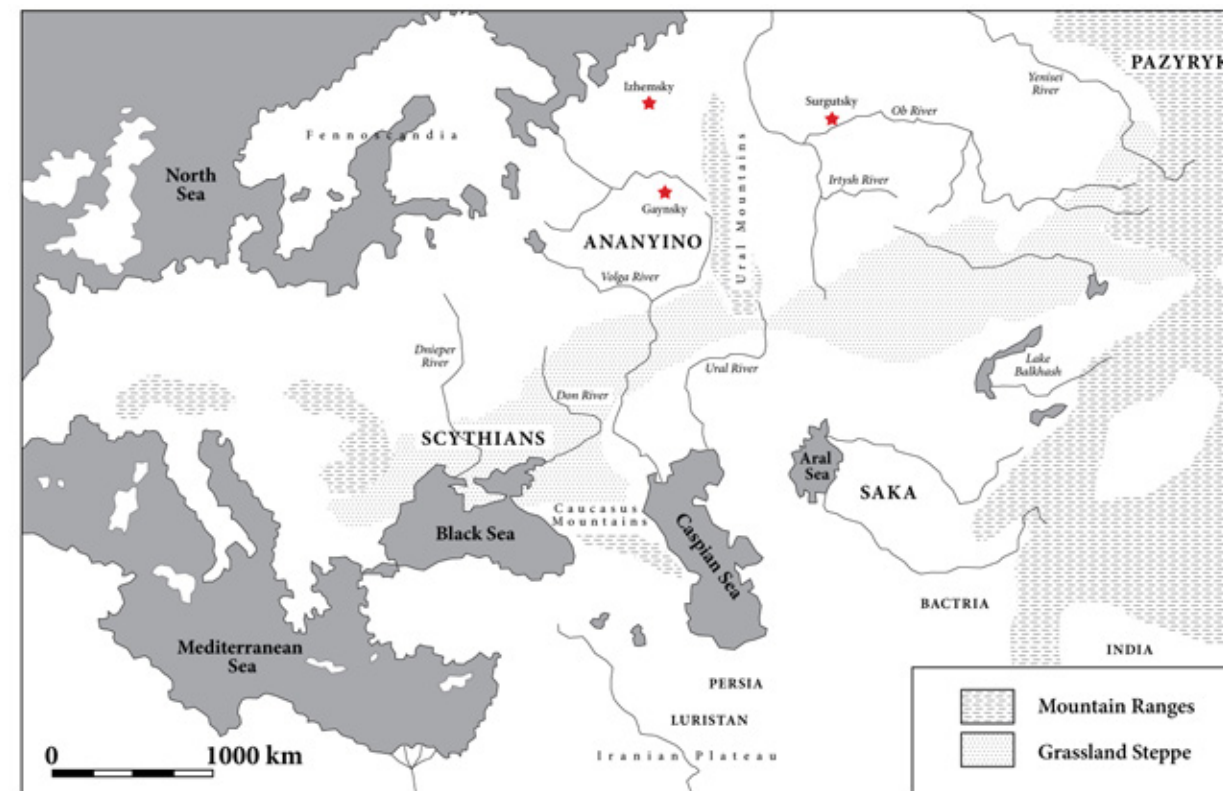 PAZYRYK
Yenisei
River
Izhemsky
Surgutsky
Ob River
Fennoscandia
North
Sea
Ural Mountains
Irtysh River
Gaynsky
ANANYINO
Volga River
Dnieper
River
Don River
Ural River
Lake
Balkhash
SCYTHIANS
Aral
Sea
SAKA
Caucasus
Mountains
Black Sea
Caspian Sea
BACTRIA
Mediterranean
Sea
INDIA
PERSIA
LURISTAN
Iranian Plateau
Mountain Ranges
Grassland Steppe
0 1000 km